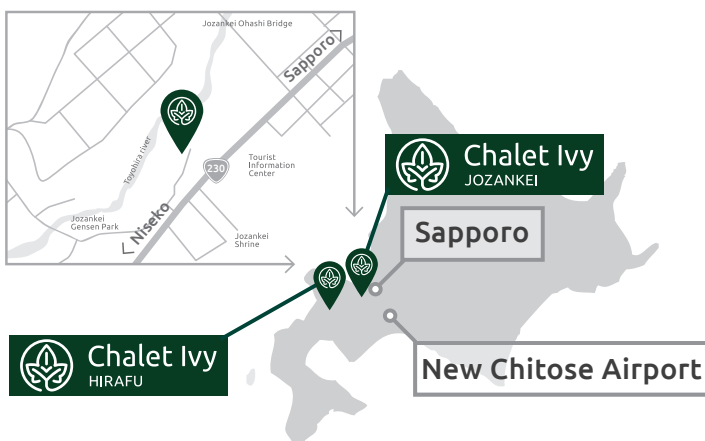 Jozankei Ohashi Bridge
Sapporo
Toyohira river
230
Tourist
Information
Center
Jozankei
Gensen Park
Niseko
Jozankei
Shrine
Chalet Ivy
JOZANKEI
Sapporo
Chalet Ivy
HIRAFU
New Chitose Airport